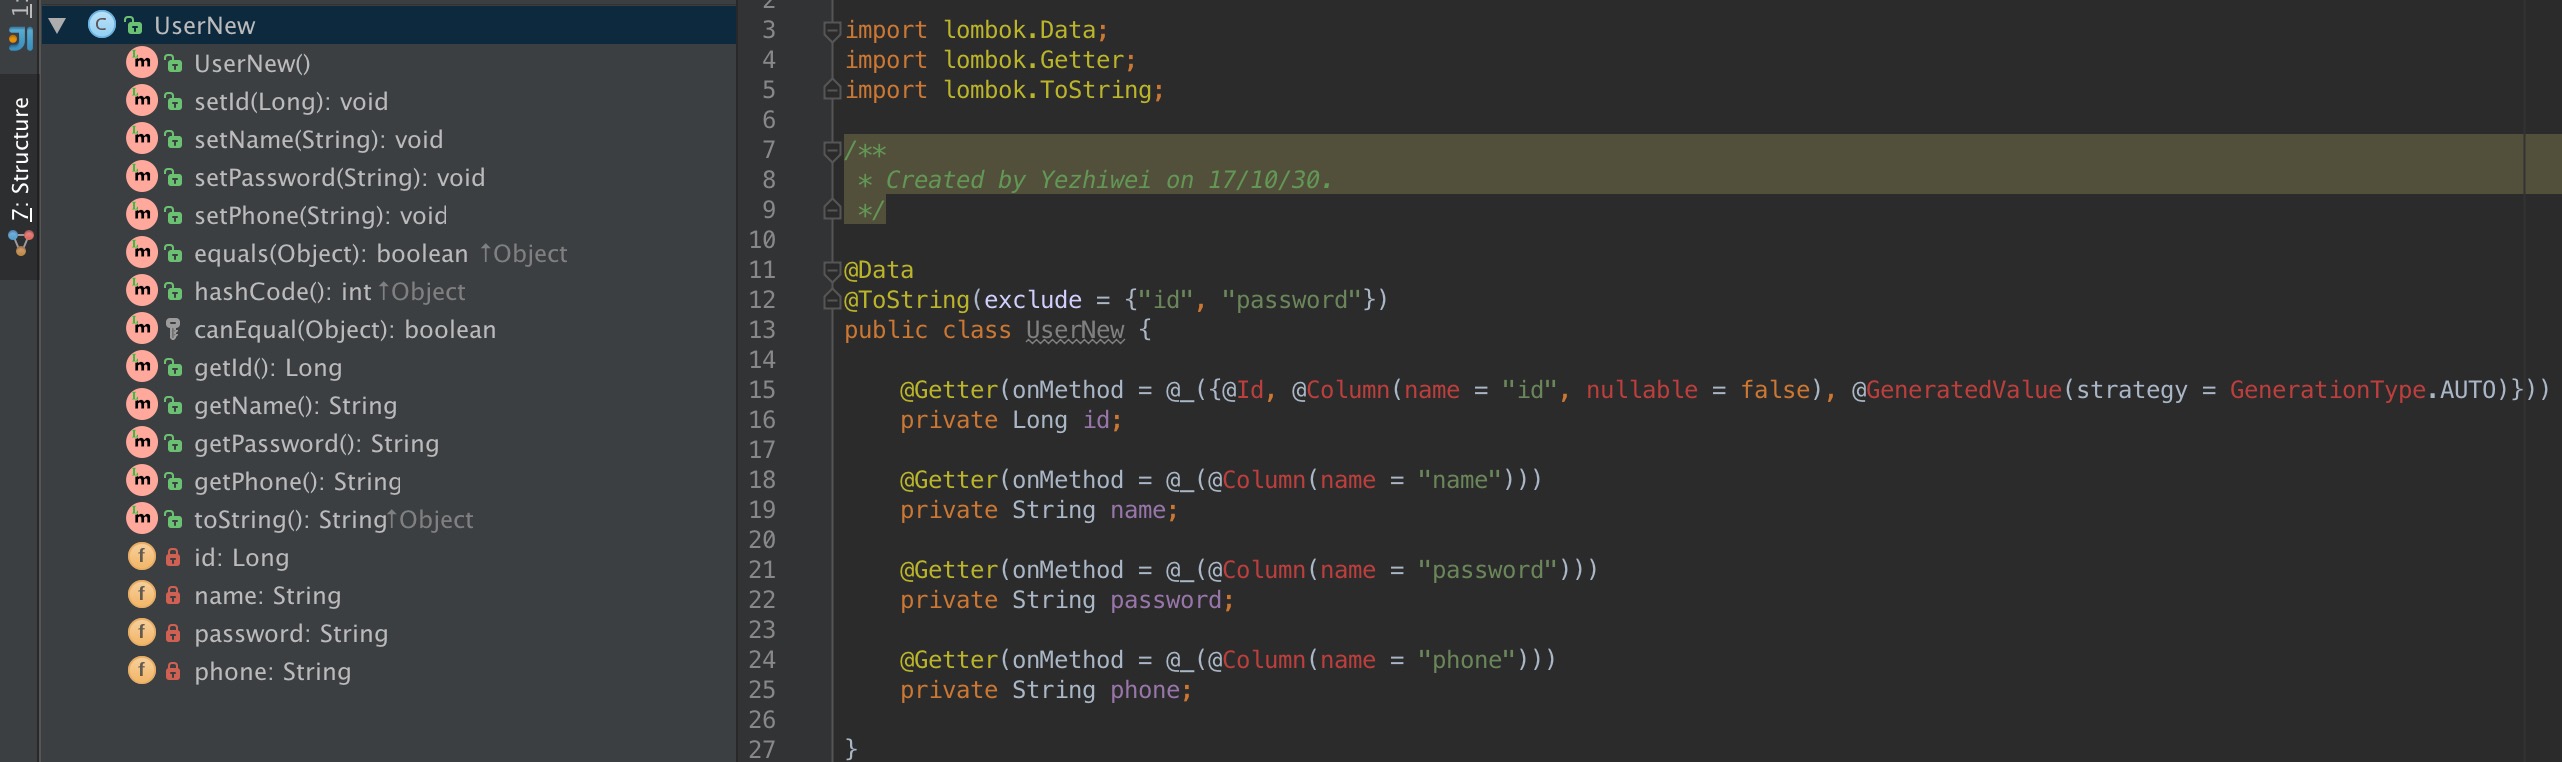 1:
7: Structure
UserNew
UserNew()
setId(Long): void
setName(String): void
setPassword(String): void
setPhone(String): void
equals(Object): boolean ↑Object
hashCode(): int ↑Object
canEqual(Object): boolean
getId(): Long
getName(): String
getPassword(): String
getPhone(): String
toString(): String ↑Object
id: Long
name: String
password: String
phone: String
2
3 import lombok.Data;
4 import lombok.Getter;
5 import lombok.ToString;
6
7 /**
8  * Created by Yezhiwei on 17/10/30.
9  */
10
11 @Data
12 @ToString(exclude = {"id", "password"})
13 public class UserNew {
14
15     @Getter(onMethod = @_({@Id, @Column(name = "id", nullable = false), @GeneratedValue(strategy = GenerationType.AUTO)}))
16     private Long id;
17
18     @Getter(onMethod = @_(@Column(name = "name")))
19     private String name;
20
21     @Getter(onMethod = @_(@Column(name = "password")))
22     private String password;
23
24     @Getter(onMethod = @_(@Column(name = "phone")))
25     private String phone;
26
27 }